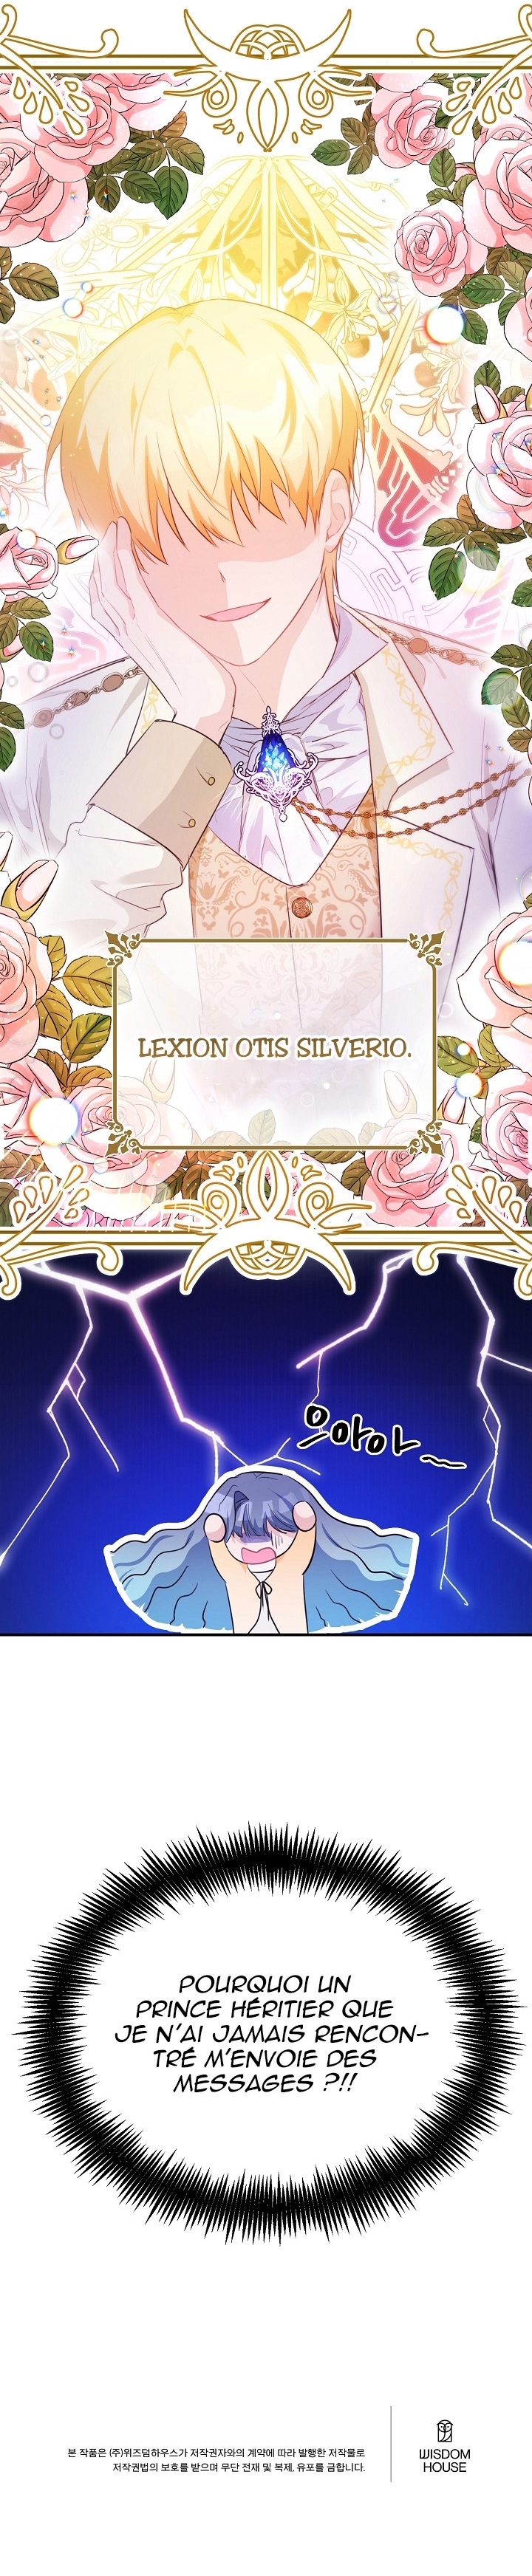 LEXION OTIS SILVERIO.
으아아~
POURQUOI UN
PRINCE HÉRITIER QUE
JE N'AI JAMAIS RENCON-
TRÉ M'ENVOIE DES
MESSAGES ?!!
본 작품은 (주)위즈덤하우스가 저작권자와의 계약에 따라 발행한 저작물로
저작권법의 보호를 받으며 무단 전재 및 복제, 유포를 금합니다.
WISDOM
HOUSE